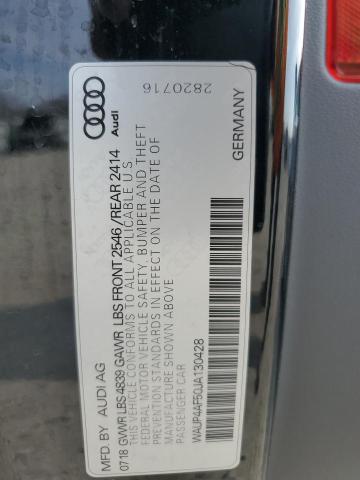 Audi
2820716
GERMANY
MFD. BY AUDI AG
07.18 GWWR LBS 4839 GAWR LBS FRONT 2546 / REAR 2414
THIS VEHICLE CONFORMS TO ALL APPLICABLE U.S.
FEDERAL MOTOR VEHICLE SAFETY, BUMPER AND THEFT
PREVENTION STANDARDS IN EFFECT ON THE DATE OF
MANUFACTURE SHOWN ABOVE
PASSENGER CAR
WAUP4AF50JA130428